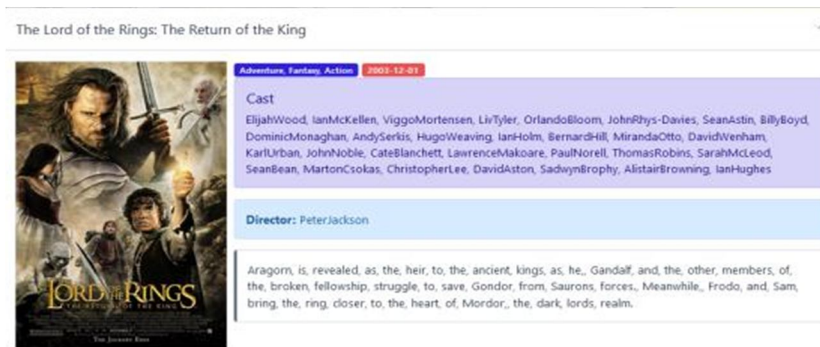 The Lord of the Rings: The Return of the King
Adventure, Fantasy, Action 2003-12-01
Cast
ElijahWood, IanMcKellen, ViggoMortensen, LivTyler, OrlandoBloom, JohnRhys-Davies, SeanAstin, BillyBoyd,
DominicMonaghan, AndySerkis, HugoWeaving, IanHolm, BernardHill, MirandaOtto, DavidWenham,
KarlUrban, JohnNoble, CateBlanchett, LawrenceMakoare, PaulNorell, ThomasRobins, SarahMcLeod,
SeanBean, MartonCsokas, ChristopherLee, DavidAston, SadwynBrophy, AlistairBrowning, IanHughes
Director: PeterJackson
Aragorn, is, revealed, as, the, heir, to, the, ancient, kings, as, he,, Gandalf, and, the, other, members, of,
the, broken, fellowship, struggle, to, save, Gondor, from, Saurons, forces., Meanwhile,, Frodo, and, Sam,
bring, the, ring, closer, to, the, heart, of, Mordor,, the, dark, lords, realm.
THE LORD OF THE RINGS
THE RETURN OF THE KING
THE JOURNEY ENDS